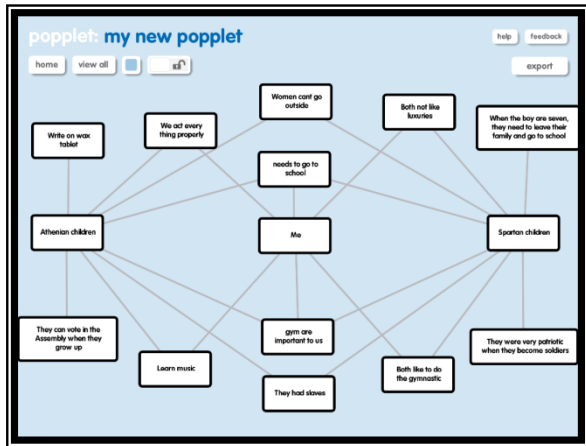 popplet: my new popplet
help
feedback
home
view all
export
Women cant go
outside
Both not like
luxuries
When the boy are seven,
they need to leave their
family and go to school
We act every
thing properly
Write on wax
tablet
needs to go to
school
Athenian children
Me
Spartan children
They can vote in the
Assembly when they
grow up
gym are
important to us
They were very patriotic
when they become soldiers
Learn music
Both like to do
the gymnastic
They had slaves